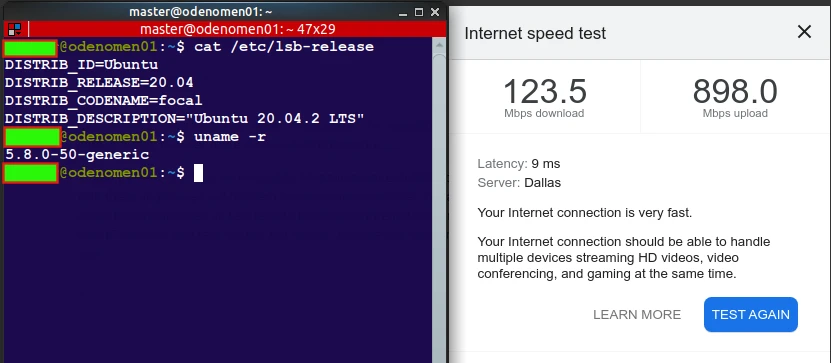 master@odenomen01: ~
master@odenomen01: ~ 47x29
@odenomen01:~$ cat /etc/lsb-release
DISTRIB_ID=Ubuntu
DISTRIB_RELEASE=20.04
DISTRIB_CODENAME=focal
DISTRIB_DESCRIPTION="Ubuntu 20.04.2 LTS"
@odenomen01:~$ uname -r
5.8.0-50-generic
@odenomen01:~$
Internet speed test
123.5
Mbps download
898.0
Mbps upload
Latency: 9 ms
Server: Dallas
Your Internet connection is very fast.
Your Internet connection should be able to handle
multiple devices streaming HD videos, video
conferencing, and gaming at the same time.
LEARN MORE
TEST AGAIN